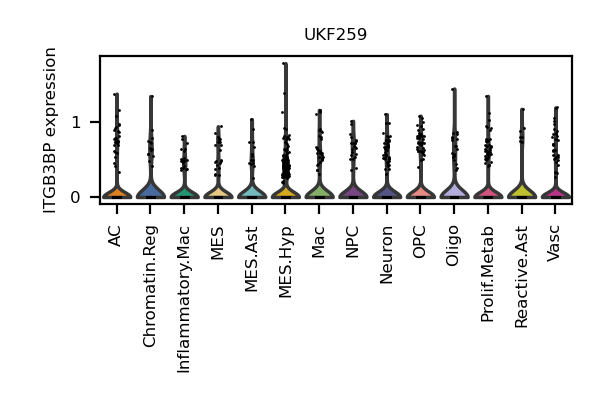 UKF259
ITGB3BP expression
1
0
AC
Chromatin.Reg
Inflammatory.Mac
MES
MES.Ast
MES.Hyp
Mac
NPC
Neuron
OPC
Oligo
Prolif.Metab
Reactive.Ast
Vasc